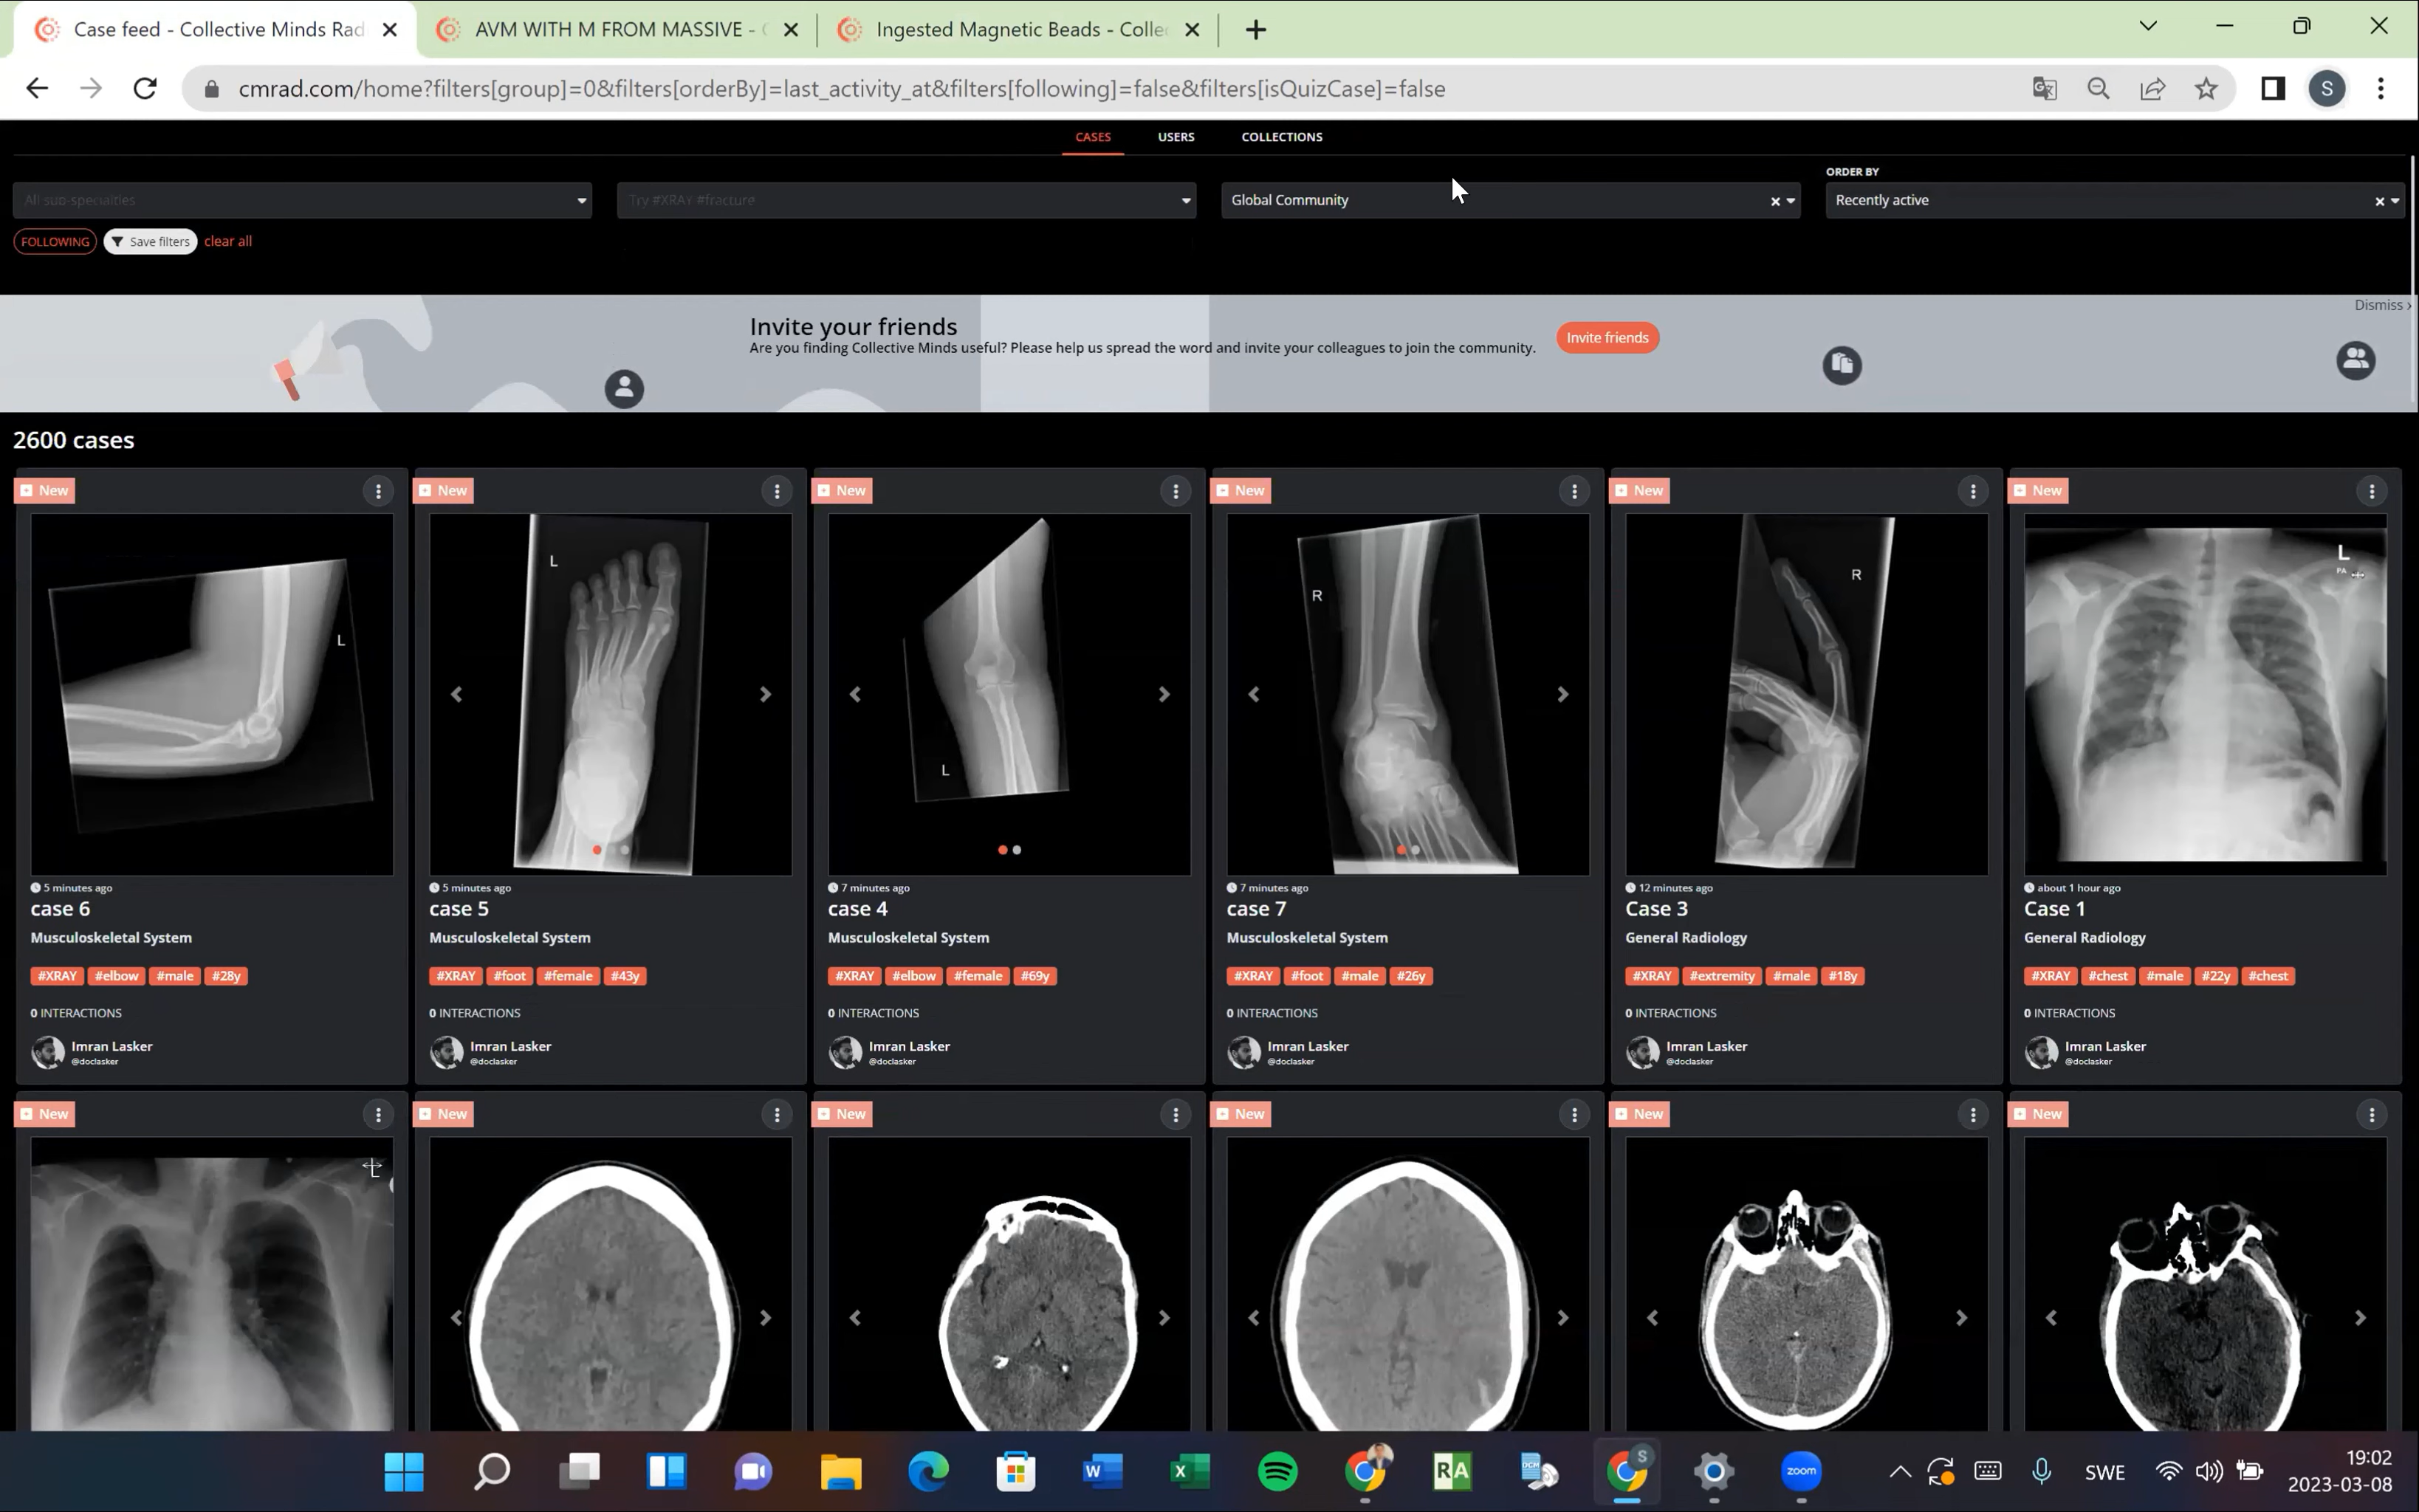 Case feed - Collective Minds Rad
AVM WITH M FROM MASSIVE - C
Ingested Magnetic Beads - Collec
cmrad.com/home?filters[group]=0&filters[orderBy]=last_activity_at&filters[following]=false&filters[isQuizCase]=false
S
CASES USERS COLLECTIONS
ORDER BY
All sub-specialties
Try #XRAY #fracture
Global Community
Recently active
FOLLOWING Save filters clear all
Dismiss
Invite your friends
Are you finding Collective Minds useful? Please help us spread the word and invite your colleagues to join the community.
Invite friends
2600 cases
New New New New New New
L
L
L
R
R
L
PA
5 minutes ago
case 6
Musculoskeletal System
#XRAY #elbow #male #28y
0 INTERACTIONS
Imran Lasker
@doclasker
5 minutes ago
case 5
Musculoskeletal System
#XRAY #foot #female #43y
0 INTERACTIONS
Imran Lasker
@doclasker
7 minutes ago
case 4
Musculoskeletal System
#XRAY #elbow #female #69y
0 INTERACTIONS
Imran Lasker
@doclasker
7 minutes ago
case 7
Musculoskeletal System
#XRAY #foot #male #26y
0 INTERACTIONS
Imran Lasker
@doclasker
12 minutes ago
Case 3
General Radiology
#XRAY #extremity #male #18y
0 INTERACTIONS
Imran Lasker
@doclasker
about 1 hour ago
Case 1
General Radiology
#XRAY #chest #male #22y #chest
0 INTERACTIONS
Imran Lasker
@doclasker
New New New New New New
W
X
RA
DCM
S
zoom
SWE
19:02
2023-03-08